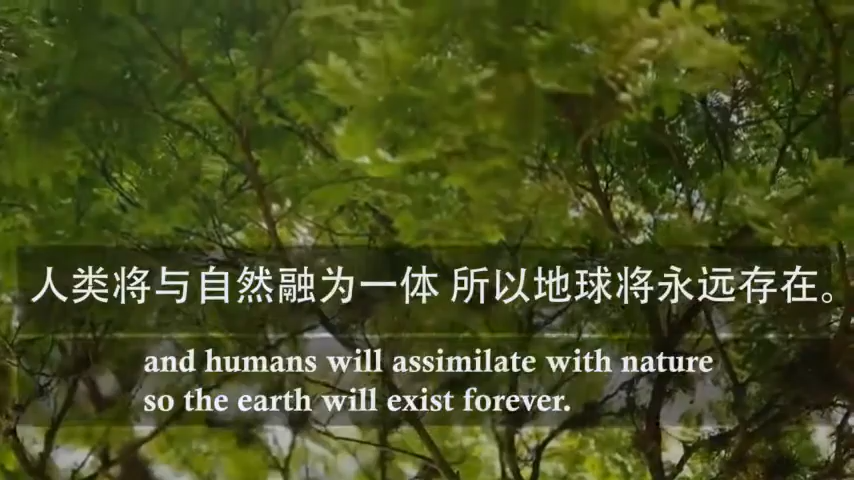 人类将与自然融为一体 所以地球将永远存在。
and humans will assimilate with nature
so the earth will exist forever.